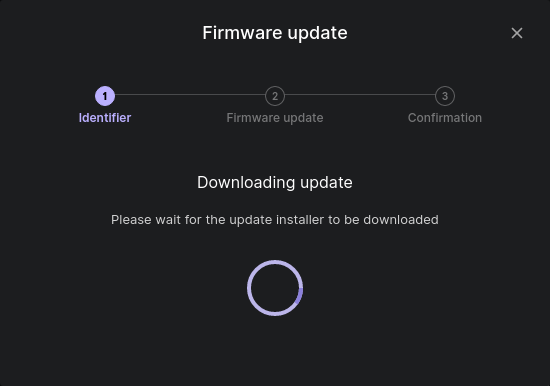 Firmware update
1
2
3
Identifier
Firmware update
Confirmation
Downloading update
Please wait for the update installer to be downloaded